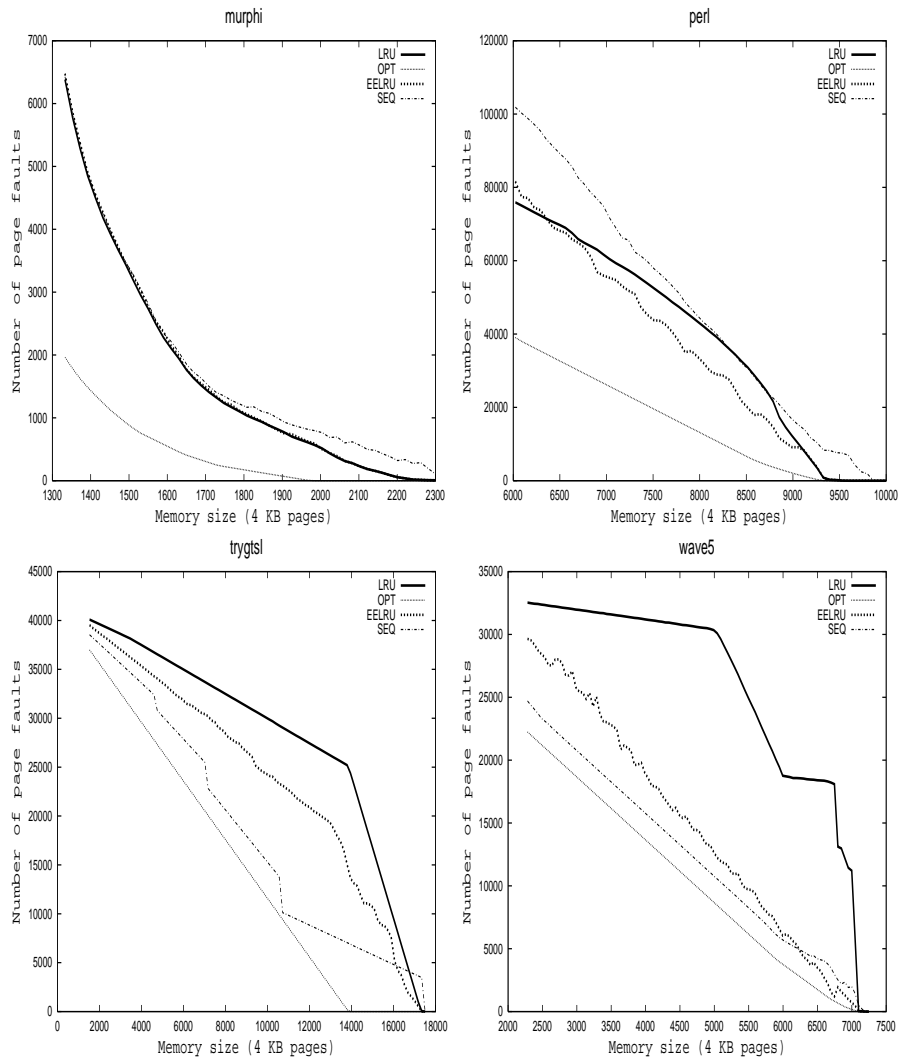 murphi
7000
6000
5000
4000
3000
2000
1000
0
1300 1400 1500 1600 1700 1800 1900 2000 2100 2200 2300
Number of page faults
Memory size (4 KB pages)
LRU
OPT
EELRU
SEQ
perl
120000
100000
80000
60000
40000
20000
0
6000 6500 7000 7500 8000 8500 9000 9500 10000
Number of page faults
Memory size (4 KB pages)
LRU
OPT
EELRU
SEQ
trygtsl
45000
40000
35000
30000
25000
20000
15000
10000
5000
0
0 2000 4000 6000 8000 10000 12000 14000 16000 18000
Number of page faults
Memory size (4 KB pages)
LRU
OPT
EELRU
SEQ
wave5
35000
30000
25000
20000
15000
10000
5000
0
2000 2500 3000 3500 4000 4500 5000 5500 6000 6500 7000 7500
Number of page faults
Memory size (4 KB pages)
LRU
OPT
EELRU
SEQ